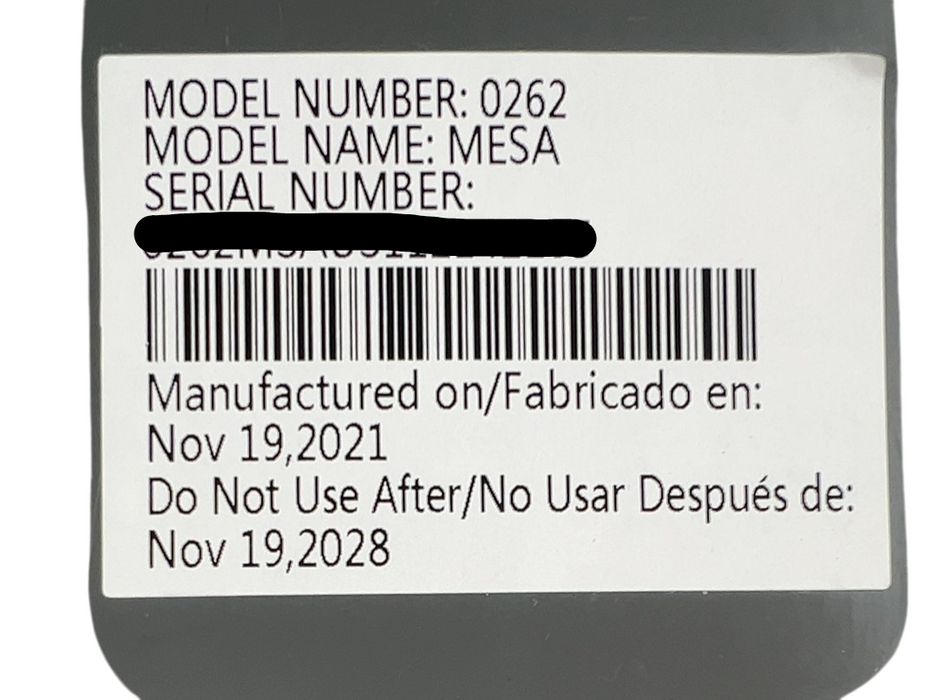 MODEL NUMBER: 0262
MODEL NAME: MESA
SERIAL NUMBER:
Manufactured on/Fabricado en:
Nov 19,2021
Do Not Use After/No Usar Después de:
Nov 19,2028